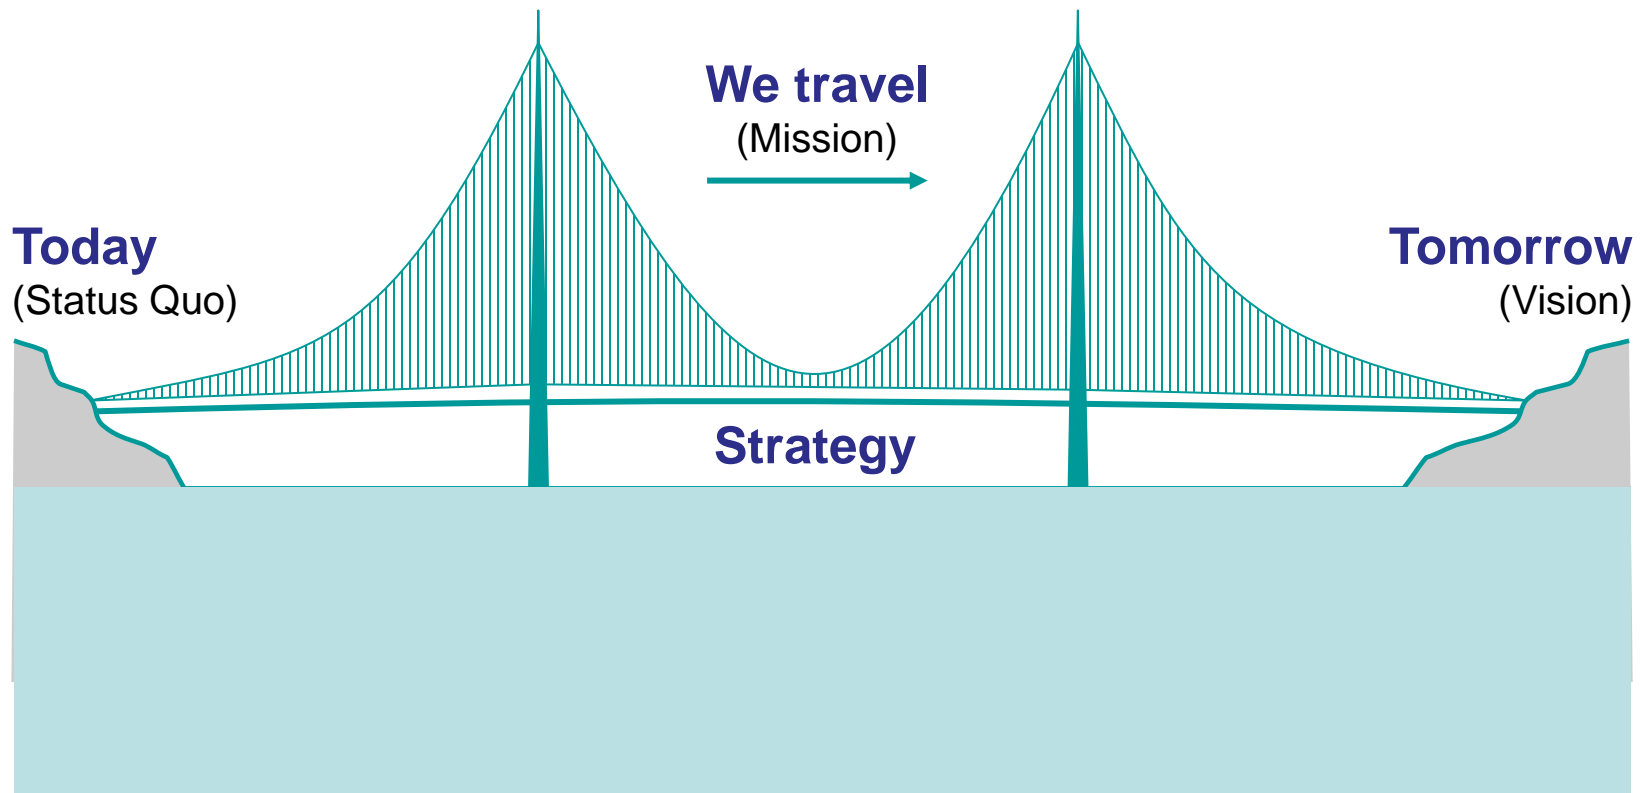 We travel
(Mission)
Today
(Status Quo)
Tomorrow
(Vision)
Strategy